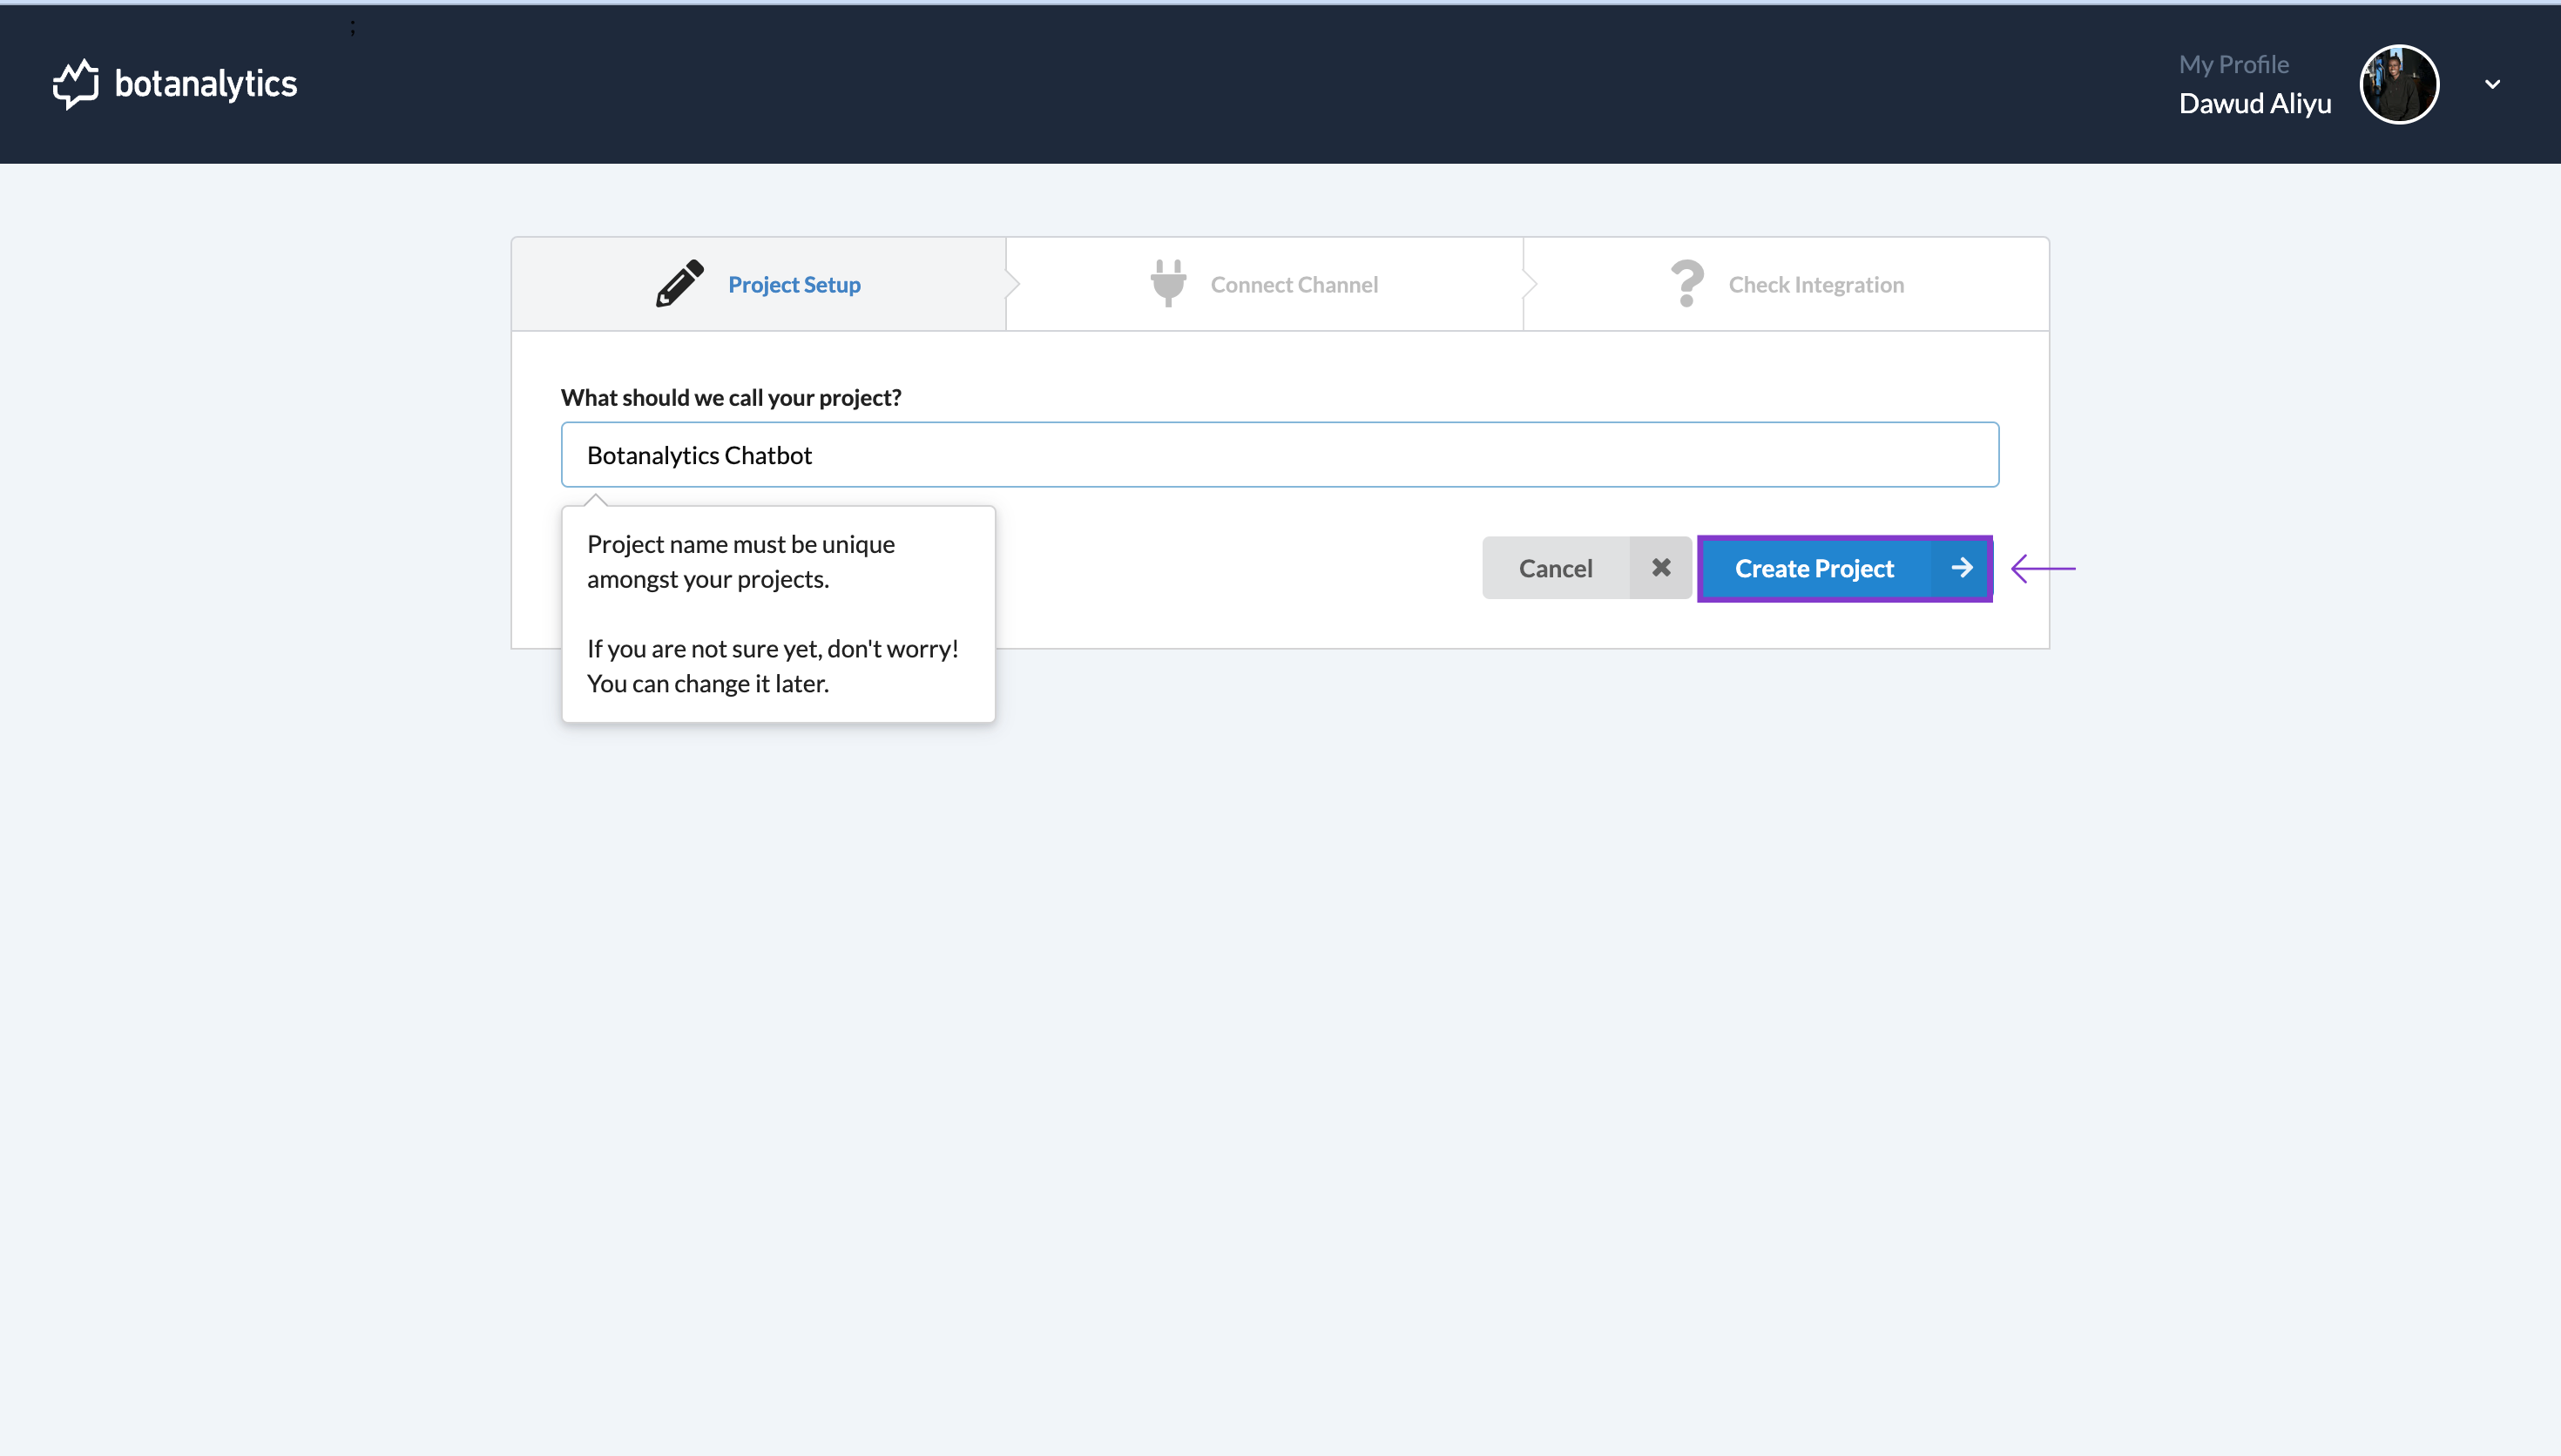 ;
botanalytics
My Profile
Dawud Aliyu
Project Setup
Connect Channel
Check Integration
What should we call your project?
Botanalytics Chatbot
Project name must be unique
amongst your projects.
If you are not sure yet, don't worry!
You can change it later.
Cancel
Create Project